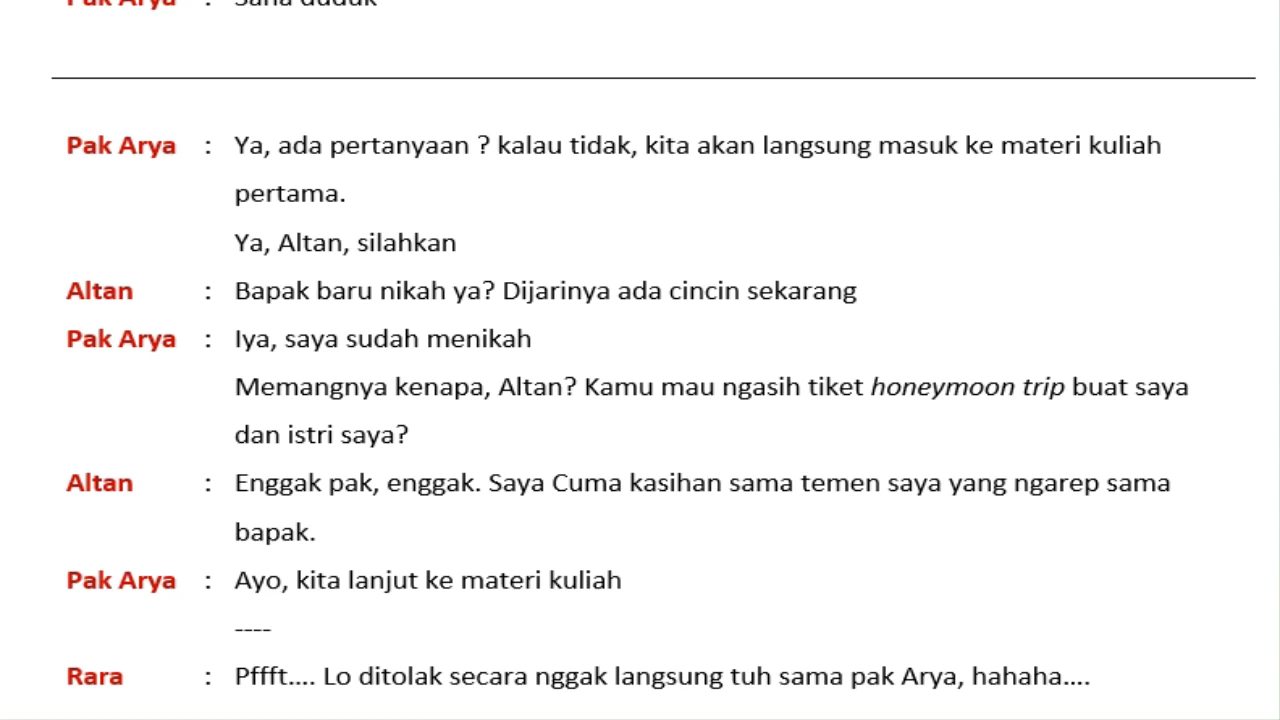 Pak Arya : Sana duduk
Pak Arya : Ya, ada pertanyaan ? kalau tidak, kita akan langsung masuk ke materi kuliah
pertama.
Ya, Altan, silahkan
Altan : Bapak baru nikah ya? Dijarinya ada cincin sekarang
Pak Arya : Iya, saya sudah menikah
Memangnya kenapa, Altan? Kamu mau ngasih tiket honeymoon trip buat saya
dan istri saya?
Altan : Enggak pak, enggak. Saya Cuma kasihan sama temen saya yang ngarep sama
bapak.
Pak Arya : Ayo, kita lanjut ke materi kuliah
----
Rara : Pffft.... Lo ditolak secara nggak langsung tuh sama pak Arya, hahaha....